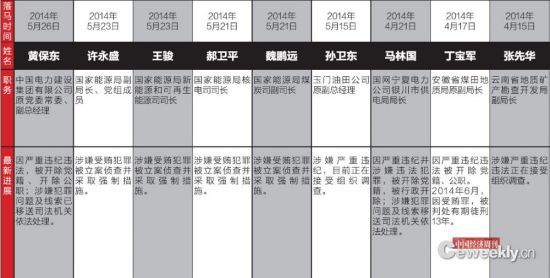 落马时间
2014年
5月26日
2014年
5月23日
2014年
5月23日
2014年
5月23日
2014年
5月21日
2014年
5月15日
2014年
4月21日
2014年
4月17日
2014年
4月15日
姓名
黄保东
许永盛
王骏
郝卫平
魏鹏远
孙卫东
马林国
丁宝军
张先华
职务
中国电力建设
集团有限公司
原党委常委、
副总经理
国家能源局副
局长、党组成
员
国家能源局新
能源和可再生
能源司司长
国家能源局核
电司司长
国家能源局煤
炭司副司长
玉门油田公司
原副总经理
国网宁夏电力
公司银川市供
电局局长
安徽省煤田地
质局原副局长
云南省地质矿
产勘查开发局
副局长
最新进展
因严重违纪违
法，被开除党
籍、开除公
职；涉嫌犯罪
问题及线索已
移送司法机关
依法处理。
涉嫌受贿犯罪
被立案侦查并
采取强制措
施。
涉嫌受贿犯罪
被立案侦查并
采取强制措
施。
涉嫌受贿犯罪
被立案侦查并
采取强制措
施。
涉嫌受贿犯罪
被立案侦查并
采取强制措
施。
涉嫌严重违
纪，目前正在
接受组织调
查。
因严重违纪并
涉嫌违法犯
罪，被开除党
籍、被行政开
除；涉嫌犯罪
问题及线索移
送司法机关依
法处理。
因严重违纪违
法被开除党
籍、公职。
2014年6月，
因受贿罪，被
判处有期徒刑
13年。
涉嫌严重违纪
违法正在接受
组织调查。
中国经济周刊
Ceweekly.cn